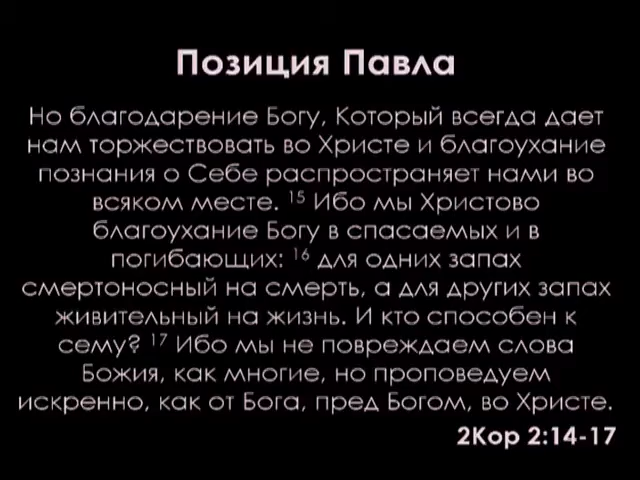 Позиция Павла
Но благодарение Богу, Который всегда дает
нам торжествовать во Христе и благоухание
познания о Себе распространяет нами во
всяком месте. ¹⁵ Ибо мы Христово
благоухание Богу в спасаемых и в
погибающих: ¹⁶ для одних запах
смертоносный на смерть, а для других запах
живительный на жизнь. И кто способен к
сему? ¹⁷ Ибо мы не повреждаем слова
Божия, как многие, но проповедуем
искренно, как от Бога, пред Богом, во Христе.
2Кор 2:14-17